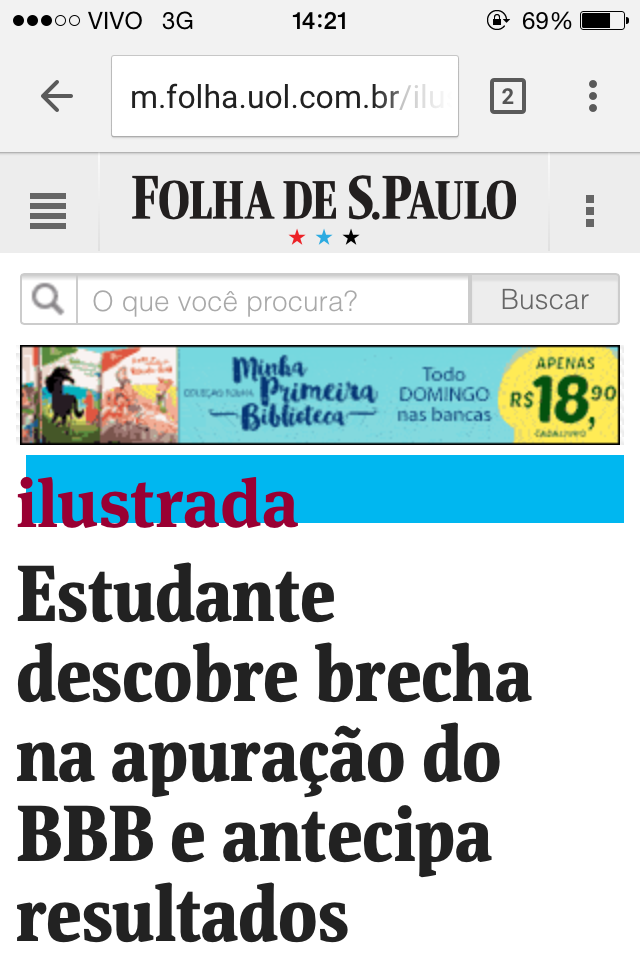 VIVO 3G 14:21 69%
m.folha.uol.com.br/ilu
2
FOLHA DE S.PAULO
O que você procura?
Buscar
COLEÇÃO FOLHA
Minha
Primeira
Biblioteca
Todo
DOMINGO
nas bancas
APENAS
R$18,90
CADA LIVRO
ilustrada
Estudante
descobre brecha
na apuração do
BBB e antecipa
resultados